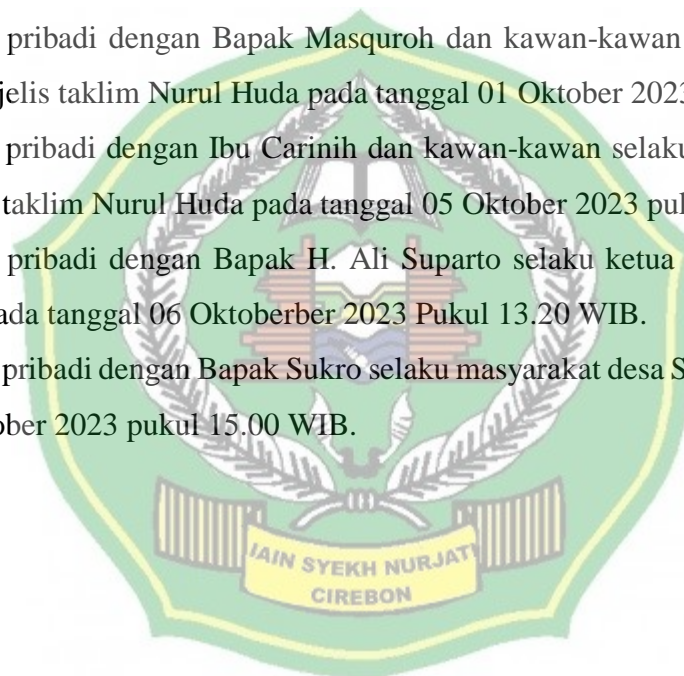 pribadi dengan Bapak Masquroh dan kawan-kawan
jelis taklim Nurul Huda pada tanggal 01 Oktober 2023
pribadi dengan Ibu Carinih dan kawan-kawan selaku
taklim Nurul Huda pada tanggal 05 Oktober 2023 pu
pribadi dengan Bapak H. Ali Suparto selaku ketua
ada tanggal 06 Oktoberber 2023 Pukul 13.20 WIB.
pribadi dengan Bapak Sukro selaku masyarakat desa S
ober 2023 pukul 15.00 WIB.
IAIN SYEKH NURJATI
CIREBON